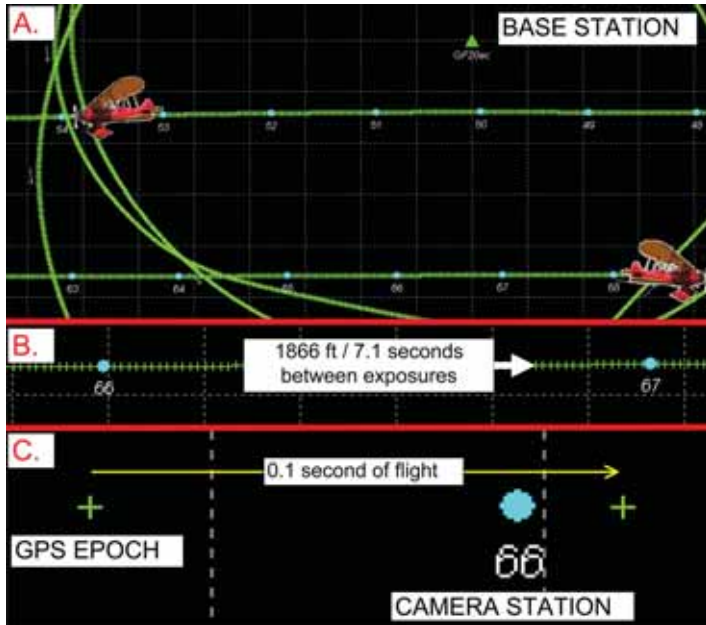 A.
BASE STATION
54
53
52
51
50
49
48
63
64
65
66
67
68
B.
1866 ft / 7.1 seconds
between exposures
66
67
C.
0.1 second of flight
GPS EPOCH
66
CAMERA STATION